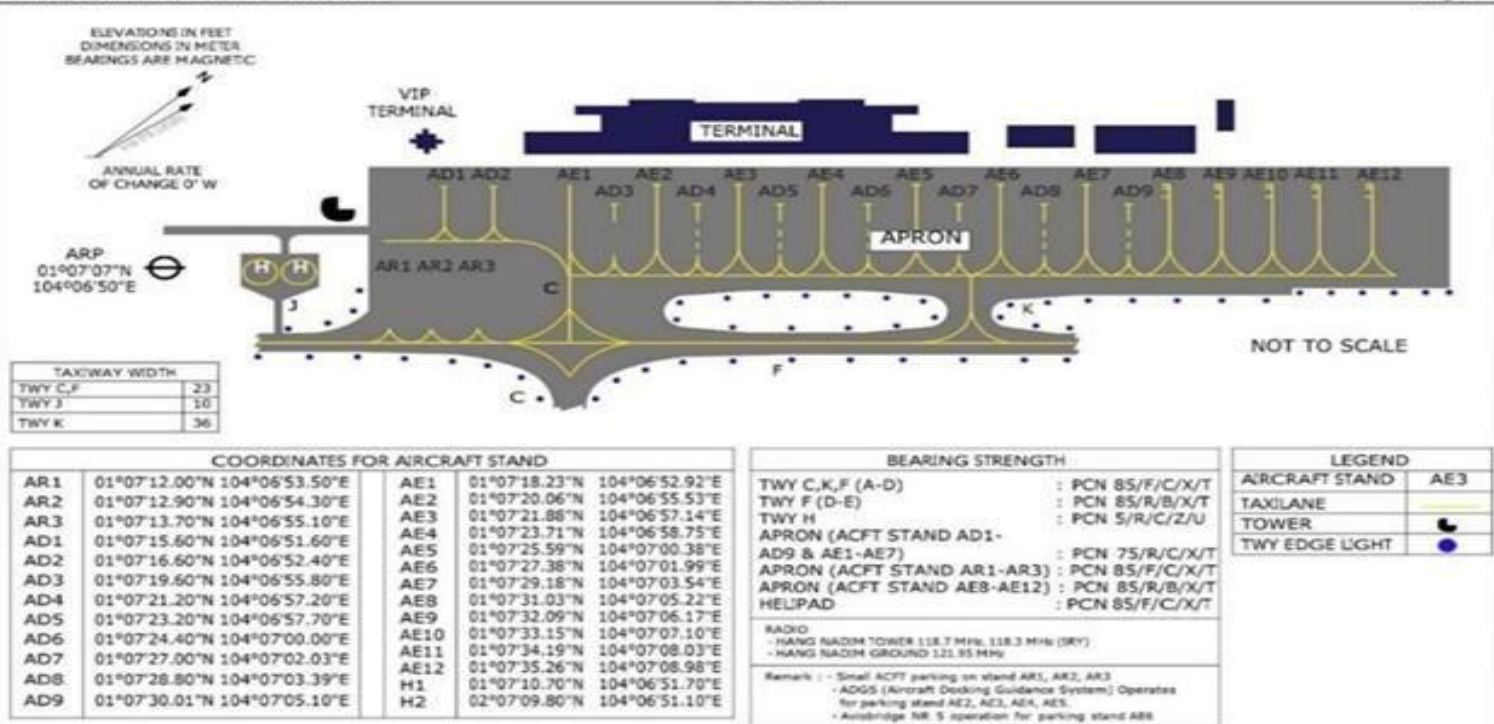 ELEVATIONS IN FEET
DIMENSIONS IN METER
BEARINGS ARE MAGNETIC
N
ANNUAL RATE
OF CHANGE 0° W
VIP
TERMINAL
TERMINAL
AD1 AD2 AE1 AE2 AE3 AE4 AE5 AE6 AE7 AE8 AE9 AE10 AE11 AE12
AD3 AD4 AD5 AD6 AD7 AD8 AD9
APRON
ARP
01°07'07"N
104°06'50"E
H H
AR1 AR2 AR3
C
J
K
F
C
NOT TO SCALE
TAXIWAY WIDTH
TWY C,F 23
TWY J 10
TWY K 36
COORDINATES FOR AIRCRAFT STAND
AR1 01°07'12.00"N 104°06'53.50"E
AR2 01°07'12.90"N 104°06'54.30"E
AR3 01°07'13.70"N 104°06'55.10"E
AD1 01°07'15.60"N 104°06'51.60"E
AD2 01°07'16.60"N 104°06'52.40"E
AD3 01°07'19.60"N 104°06'55.80"E
AD4 01°07'21.20"N 104°06'57.20"E
AD5 01°07'23.20"N 104°06'57.70"E
AD6 01°07'24.40"N 104°07'00.00"E
AD7 01°07'27.00"N 104°07'02.03"E
AD8 01°07'28.80"N 104°07'03.39"E
AD9 01°07'30.01"N 104°07'05.10"E
AE1 01°07'18.23"N 104°06'52.92"E
AE2 01°07'20.06"N 104°06'55.53"E
AE3 01°07'21.88"N 104°06'57.14"E
AE4 01°07'23.71"N 104°06'58.75"E
AE5 01°07'25.59"N 104°07'00.38"E
AE6 01°07'27.38"N 104°07'01.99"E
AE7 01°07'29.18"N 104°07'03.54"E
AE8 01°07'31.03"N 104°07'05.22"E
AE9 01°07'32.09"N 104°07'06.17"E
AE10 01°07'33.15"N 104°07'07.10"E
AE11 01°07'34.19"N 104°07'08.03"E
AE12 01°07'35.26"N 104°07'08.98"E
H1 01°07'10.70"N 104°06'51.70"E
H2 02°07'09.80"N 104°06'51.10"E
BEARING STRENGTH
TWY C,K,F (A-D) : PCN 85/F/C/X/T
TWY F (D-E) : PCN 85/R/B/X/T
TWY H : PCN 5/R/C/Z/U
APRON (ACFT STAND AD1-
AD9 & AE1-AE7) : PCN 75/R/C/X/T
APRON (ACFT STAND AR1-AR3) : PCN 85/F/C/X/T
APRON (ACFT STAND AE8-AE12) : PCN 85/R/B/X/T
HELIPAD : PCN 85/F/C/X/T
RADIO
- HANG NADIM TOWER 118.7 MHz, 118.3 MHz (SRY)
- HANG NADIM GROUND 121.95 MHz
Remark : - Small ACFT parking on stand AR1, AR2, AR3
- ADGS (Aircraft Docking Guidance System) Operates
for parking stand AE2, AE3, AE4, AE5.
- Aviobridge NR 5 operation for parking stand
LEGEND
AIRCRAFT STAND AE3
TAXILANE
TOWER
TWY EDGE LIGHT